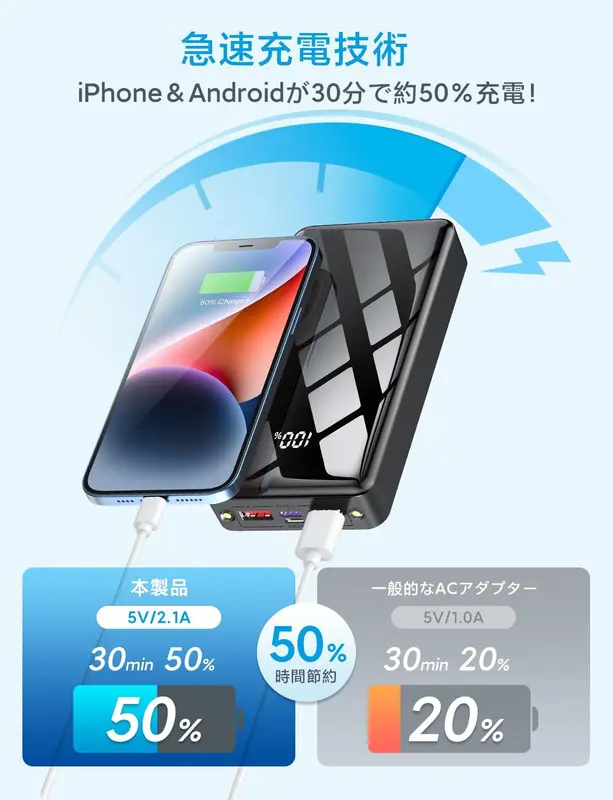 急速充電技術
iPhone&Androidが30分で約50%充電!
80% Charged
100%
本製品
5V/2.1A
30min 50%
50%
50%
時間節約
一般的なACアダプター
5V/1.0A
30min 20%
20%